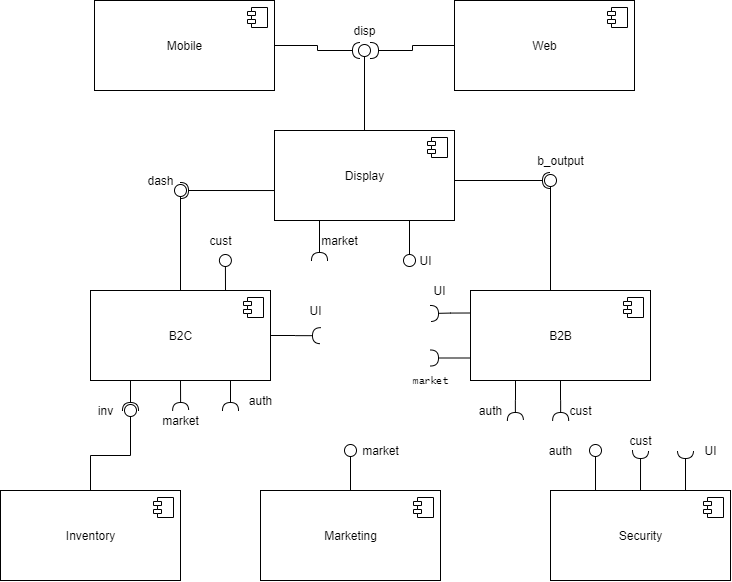 disp
Mobile
Web
b_output
Display
dash
cust
market
UI
UI
UI
B2C
B2B
market
inv
market
auth
auth
cust
market
auth
cust
UI
Inventory
Marketing
Security